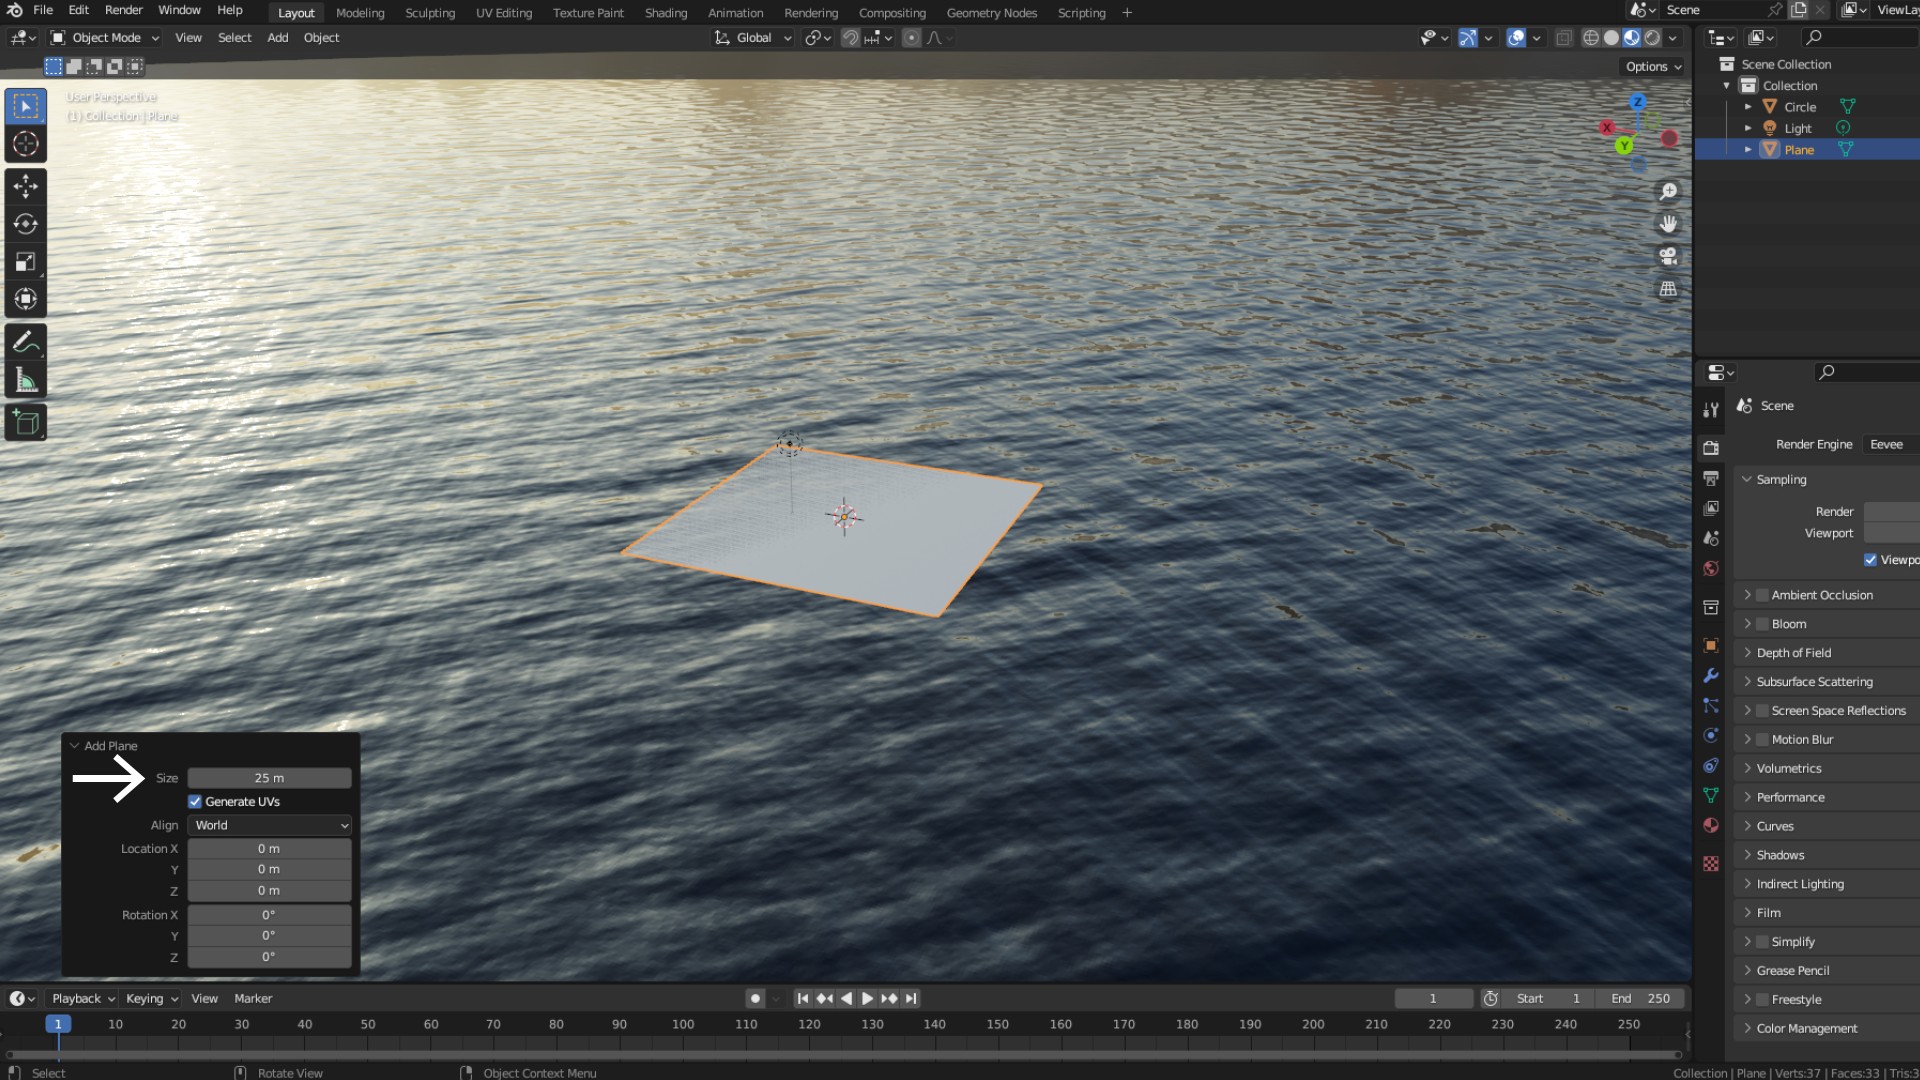 File Edit Render Window Help Layout Modeling Sculpting UV Editing Texture Paint Shading Animation Rendering Compositing Geometry Nodes Scripting + Scene
Object Mode View Select Add Object Global
Options
User Perspective
(1) Collection | Plane
Z
X
Y
Scene Collection
Collection
Circle
Light
Plane
Scene
Render Engine Eevee
Sampling
Render
Viewport
Ambient Occlusion
Bloom
Depth of Field
Subsurface Scattering
Screen Space Reflections
Motion Blur
Volumetrics
Performance
Curves
Shadows
Indirect Lighting
Film
Simplify
Grease Pencil
Freestyle
Color Management
Add Plane
Size 25 m
Generate UVs
Align World
Location X 0 m
Y 0 m
Z 0 m
Rotation X 0°
Y 0°
Z 0°
Playback Keying View Marker 1 Start 1 End 250
1 10 20 30 40 50 60 70 80 90 100 110 120 130 140 150 160 170 180 190 200 210 220 230 240 250
Select Rotate View Object Context Menu Collection | Plane | Verts:37 | Faces:33 | Tris:3